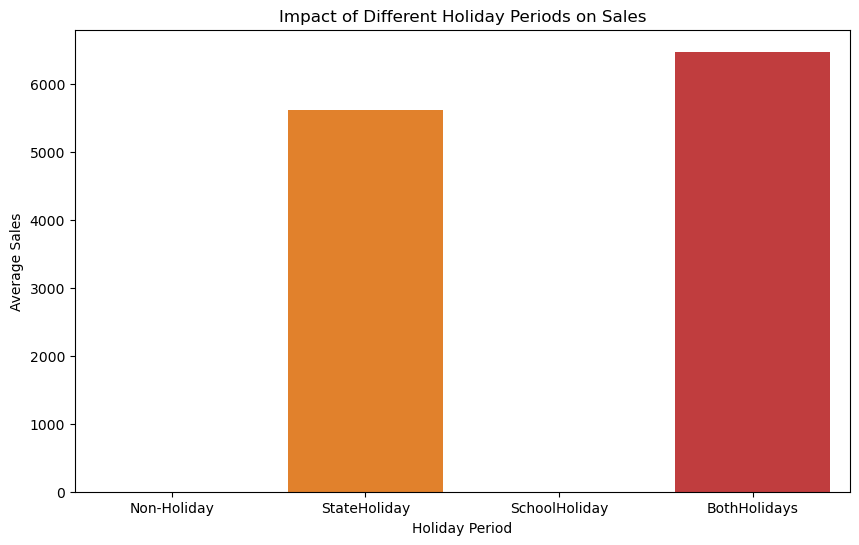 Impact of Different Holiday Periods on Sales
Average Sales
6000
5000
4000
3000
2000
1000
0
Non-Holiday
StateHoliday
SchoolHoliday
BothHolidays
Holiday Period